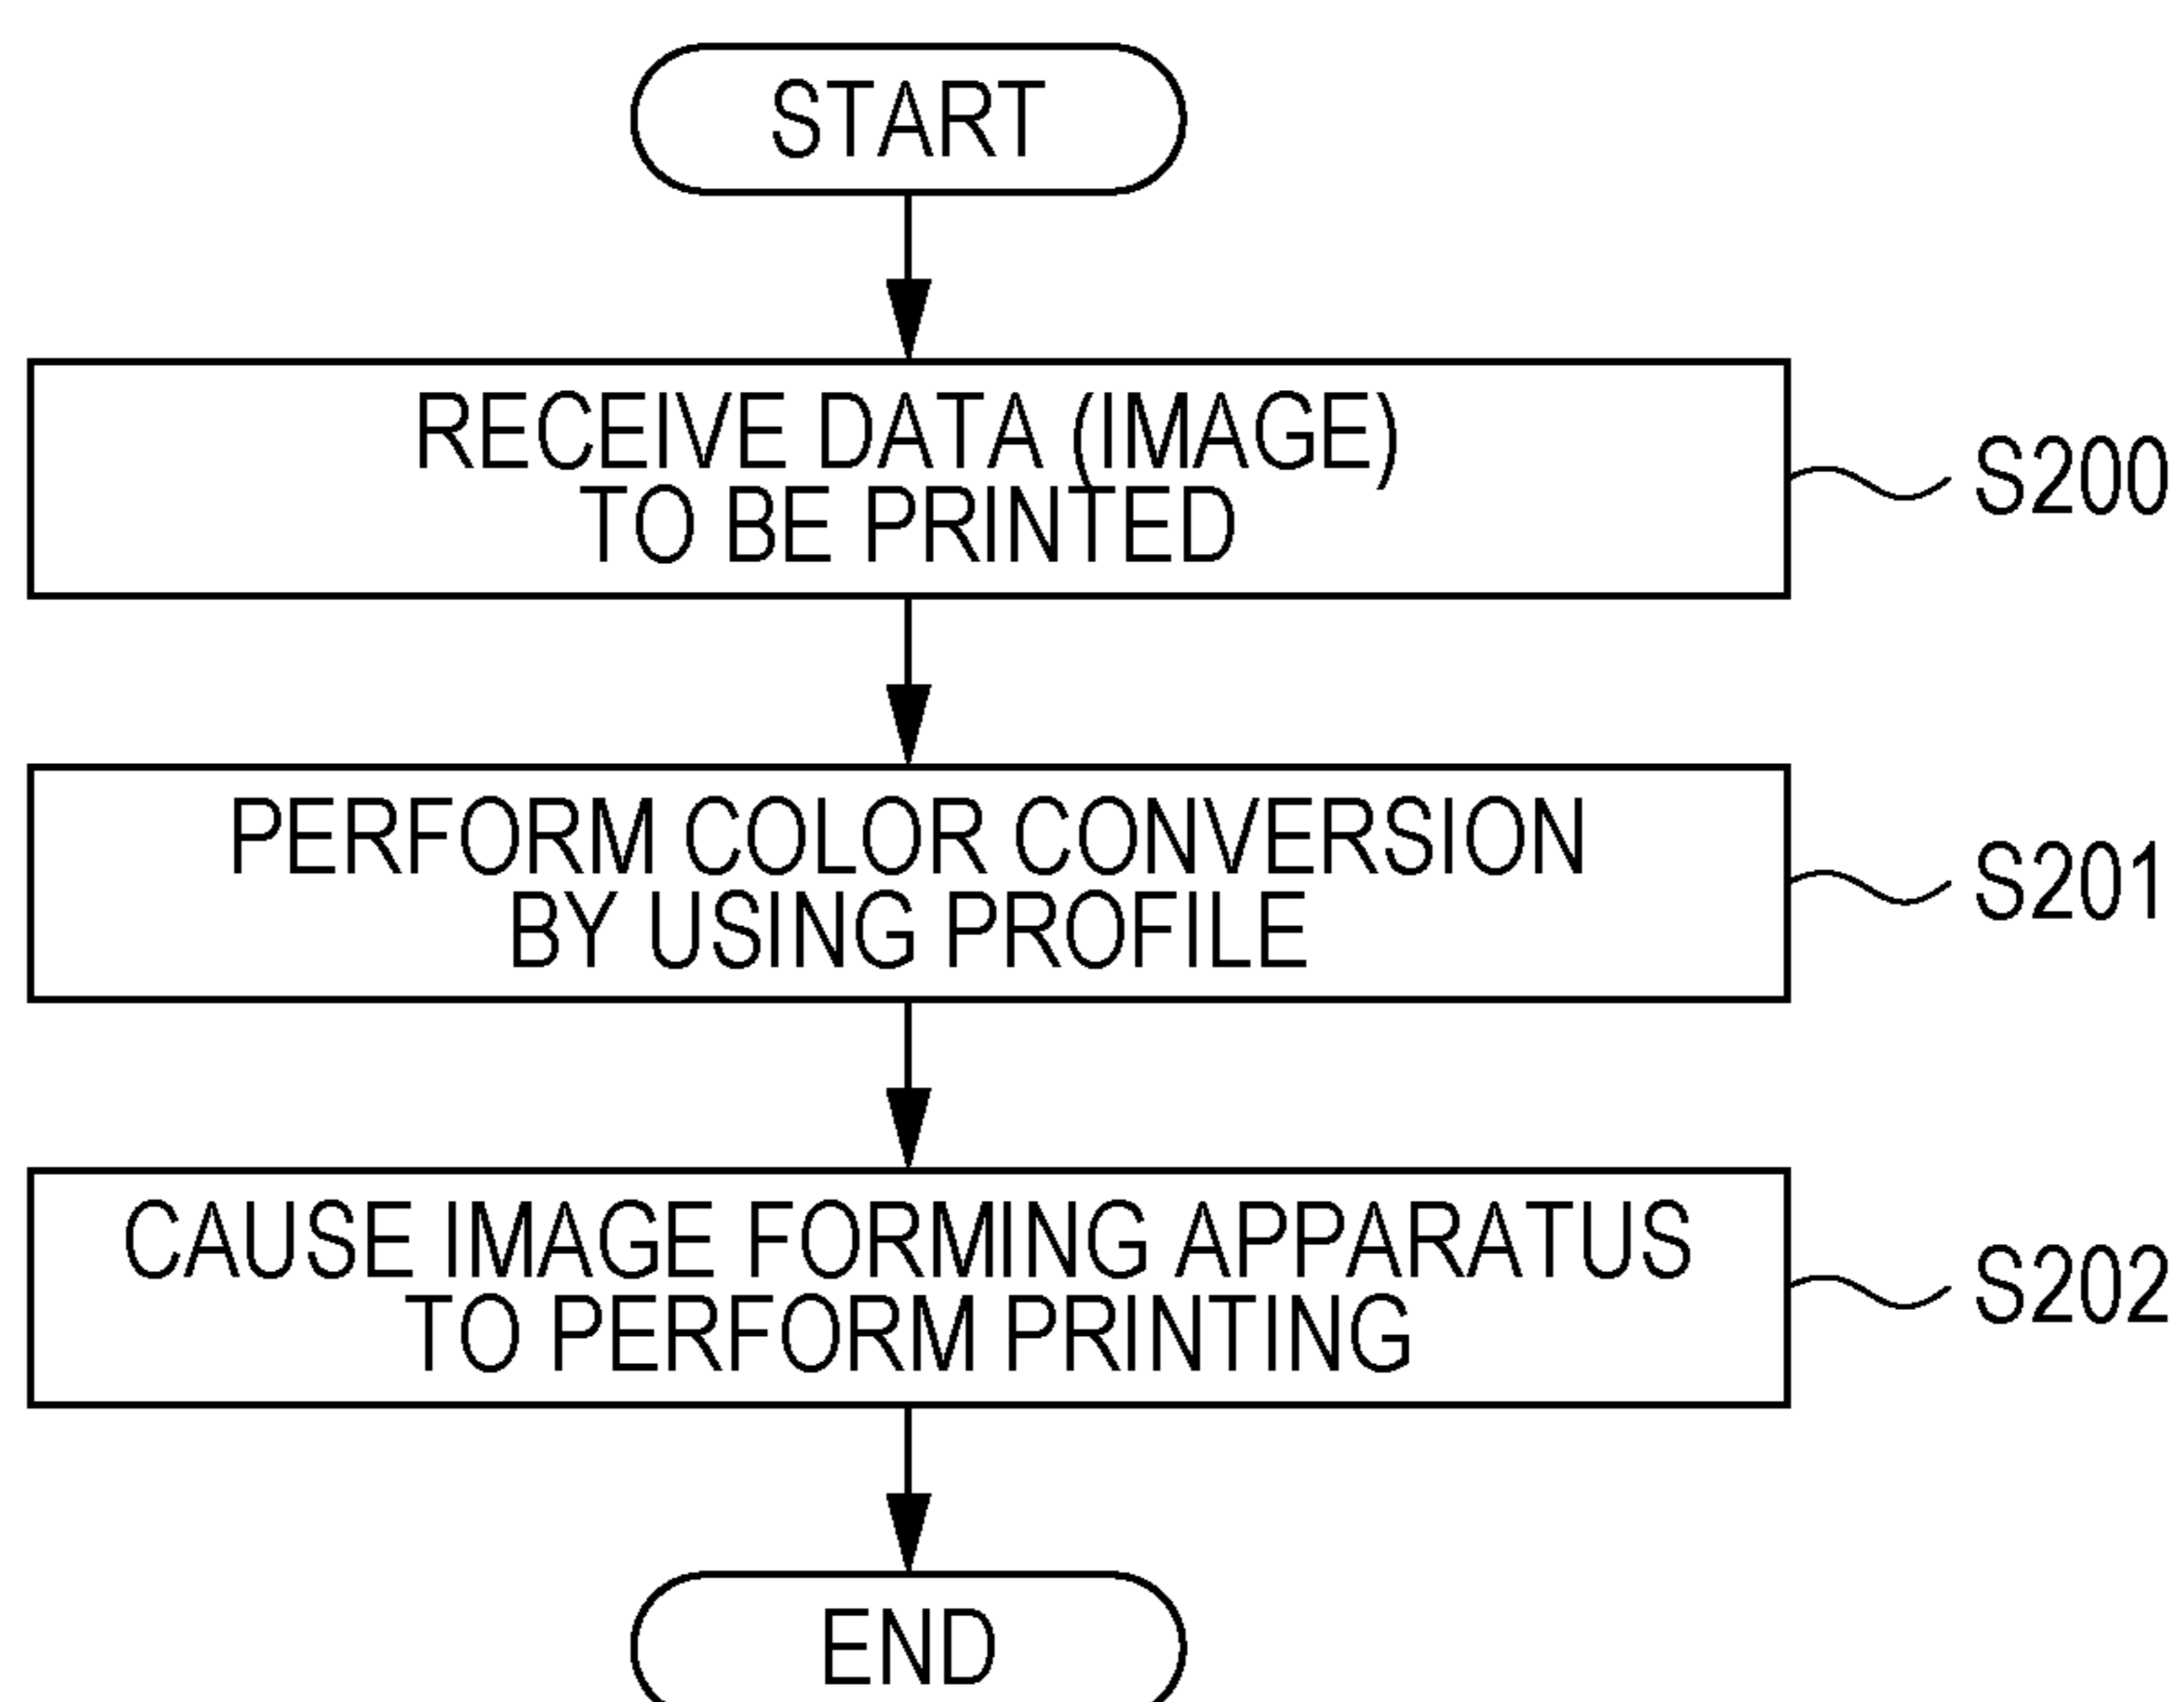 START
RECEIVE DATA (IMAGE)
TO BE PRINTED
S200
PERFORM COLOR CONVERSION
BY USING PROFILE
S201
CAUSE IMAGE FORMING APPARATUS
TO PERFORM PRINTING
S202
END